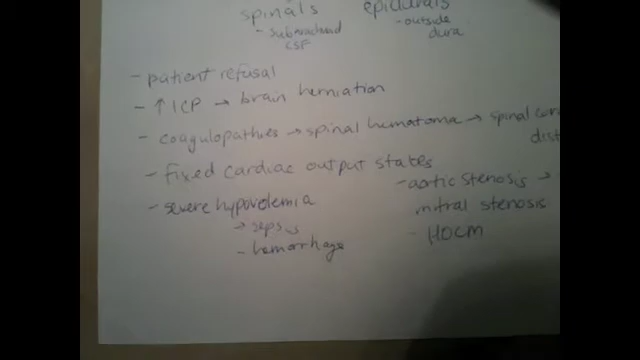 spinals
epidurals
- subarachnoid
CSF
- outside
dura
- patient refusal
- ↑ ICP → brain herniation
- coagulopathies → spinal hematoma → spinal
- fixed cardiac output states
- aortic stenosis →
mitral stenosis
- HOCM
- severe hypovolemia
→ sepsis
- hemorrhage